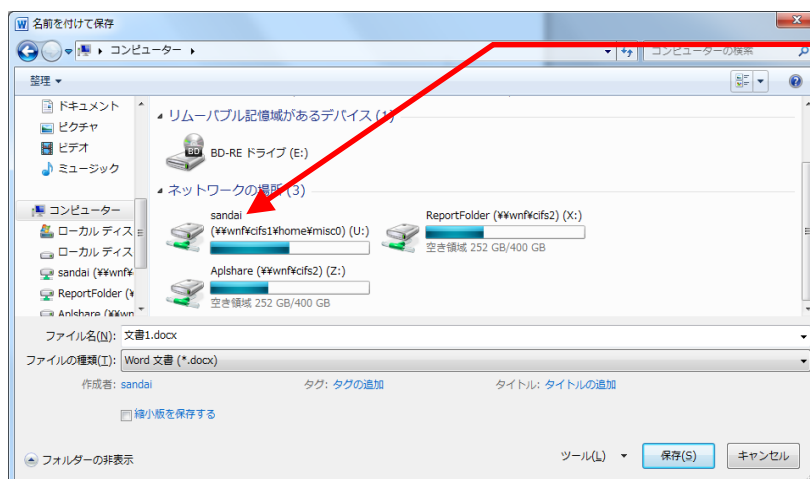 名前を付けて保存
コンピューター
コンピューターの検索
整理
ドキュメント
ピクチャ
ビデオ
ミュージック
コンピューター
ローカル ディス
ローカル ディス
sandai (¥¥wnf¥
ReportFolder (¥
Aplshare (¥¥wn
リムーバブル記憶域があるデバイス (1)
BD-RE ドライブ (E:)
ネットワークの場所 (3)
sandai
(¥¥wnf¥cifs1¥home¥misc0) (U:)
ReportFolder (¥¥wnf¥cifs2) (X:)
空き領域 252 GB/400 GB
Aplshare (¥¥wnf¥cifs2) (Z:)
空き領域 252 GB/400 GB
ファイル名(N): 文書1.docx
ファイルの種類(T): Word 文書 (*.docx)
作成者: sandai タグ: タグの追加 タイトル: タイトルの追加
縮小版を保存する
フォルダーの非表示 ツール(L) 保存(S) キャンセル